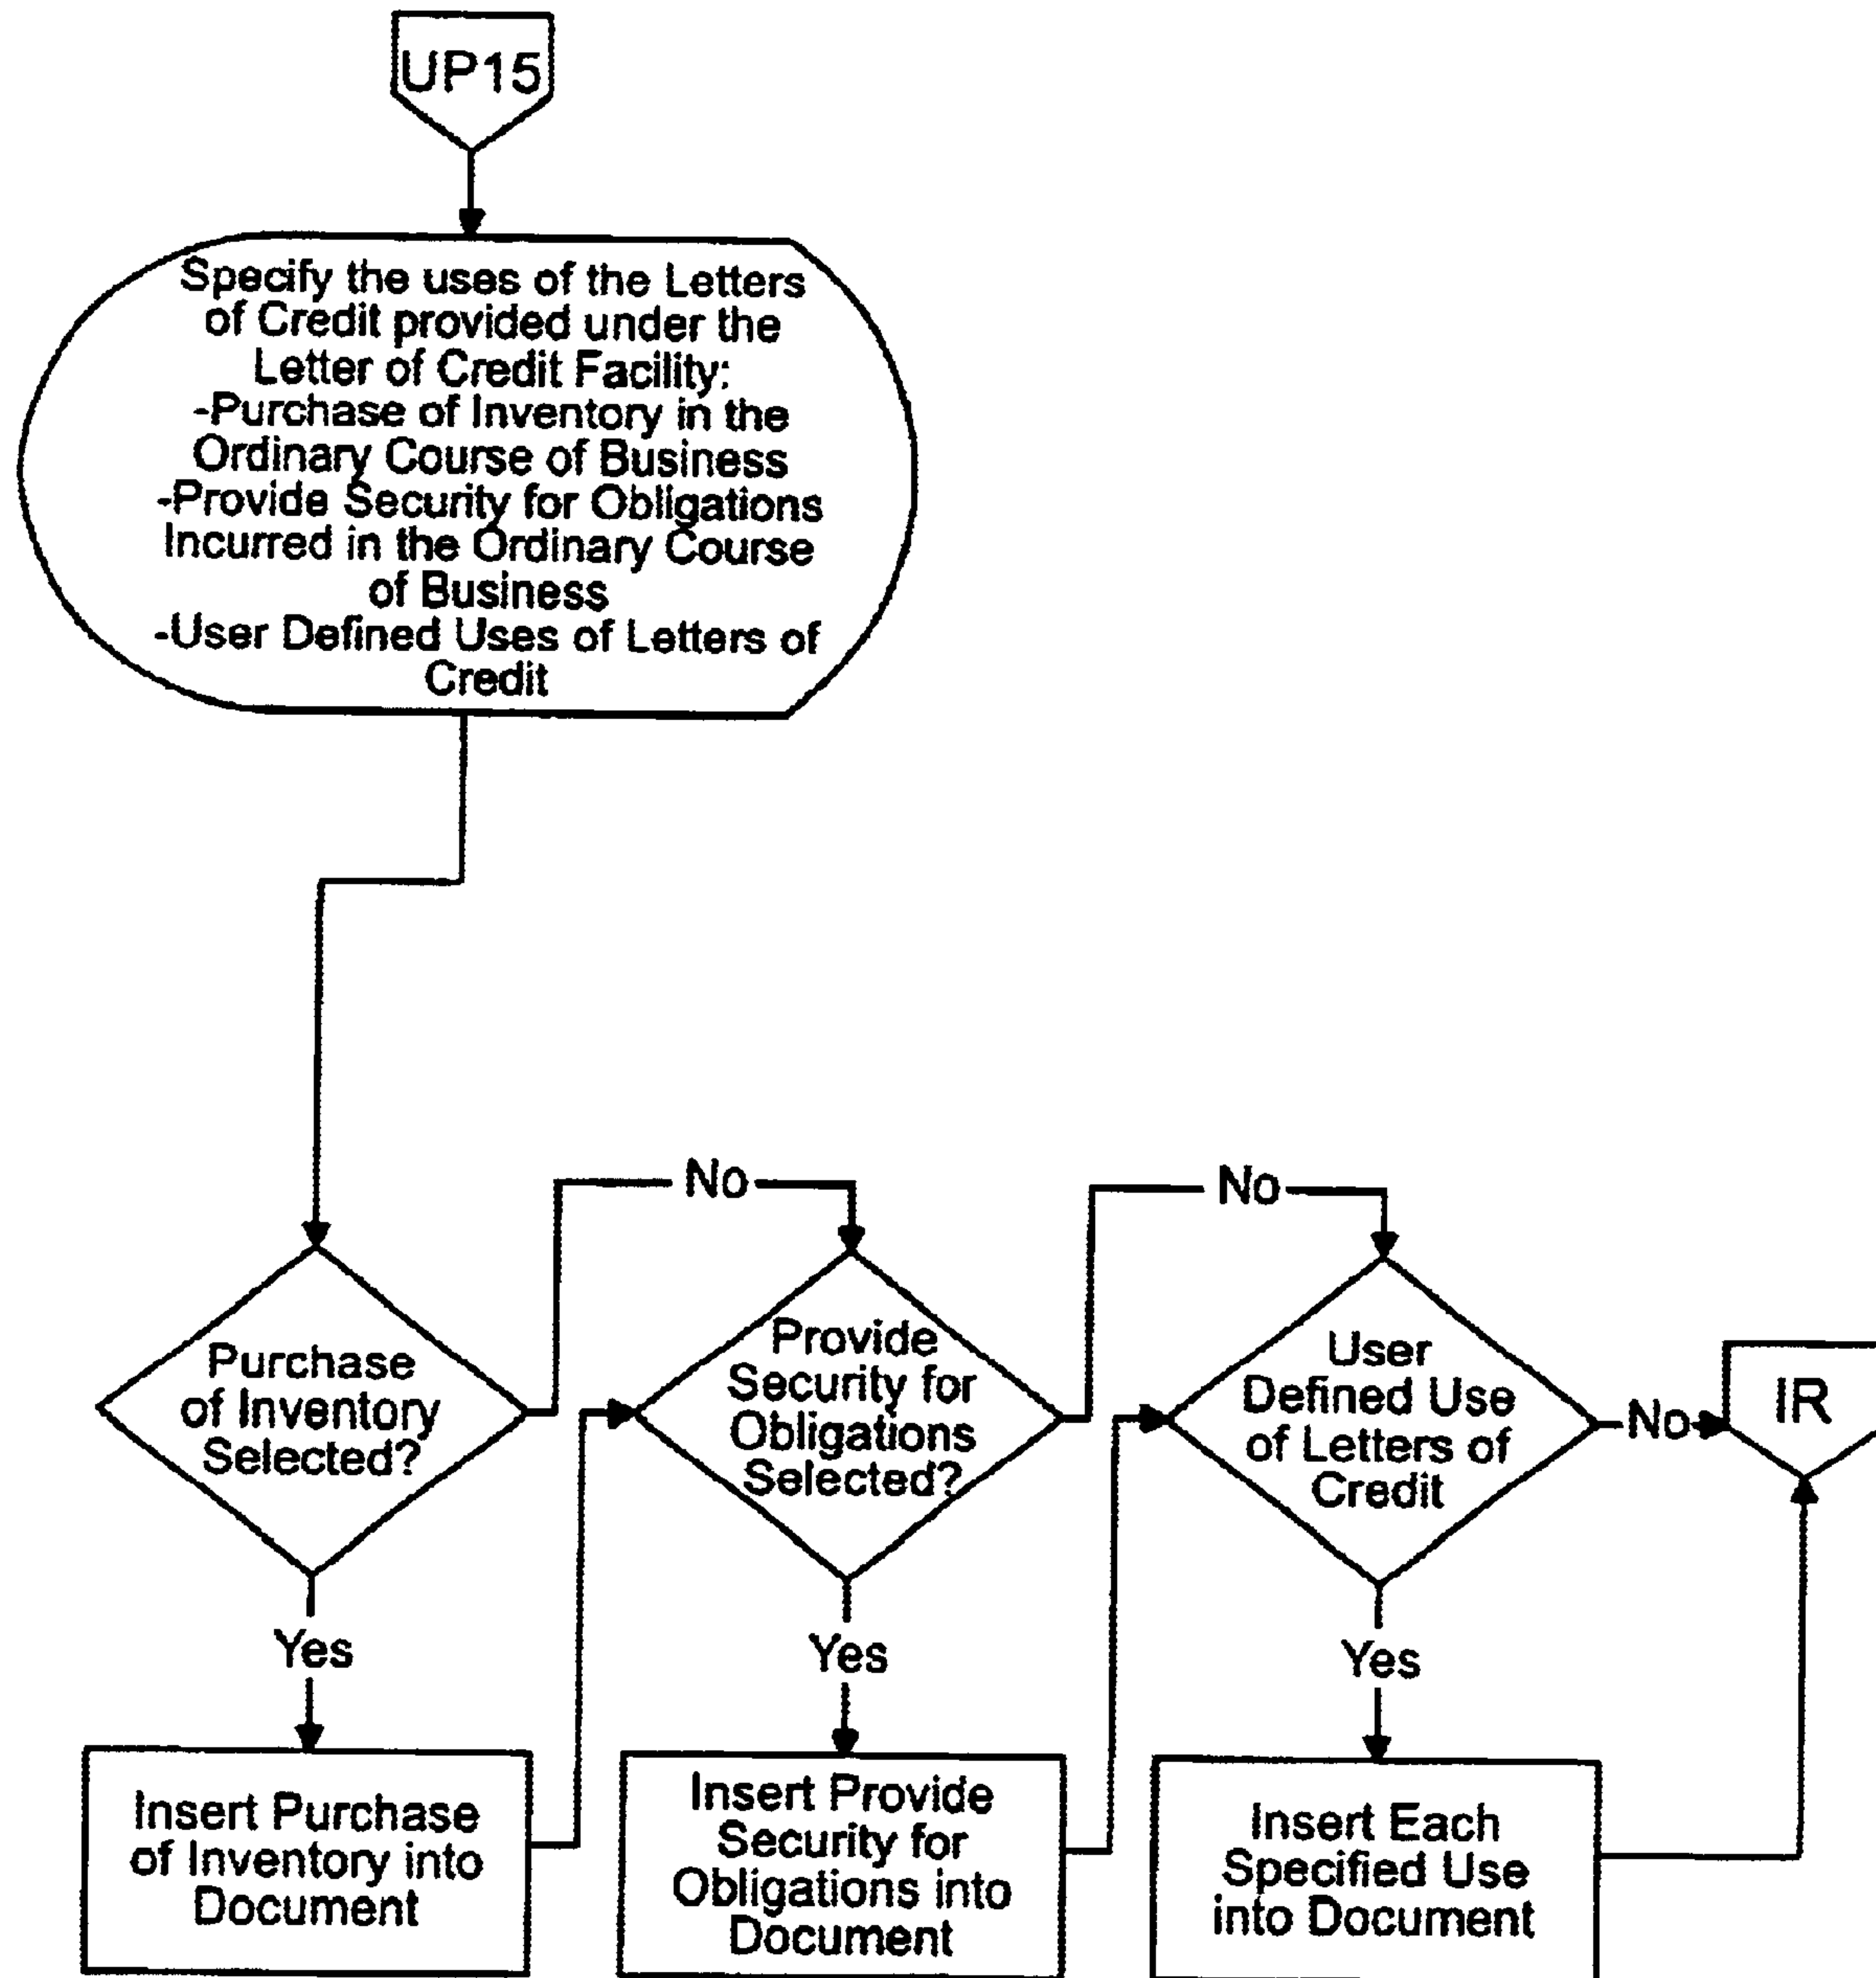 UP15
Specify the uses of the Letters
of Credit provided under the
Letter of Credit Facility:
-Purchase of Inventory in the
Ordinary Course of Business
-Provide Security for Obligations
Incurred in the Ordinary Course
of Business
-User Defined Uses of Letters of
Credit
No
No
Purchase
of Inventory
Selected?
Provide
Security for
Obligations
Selected?
User
Defined Use
of Letters of
Credit
No
IR
Yes
Yes
Yes
Insert Purchase
of Inventory into
Document
Insert Provide
Security for
Obligations into
Document
Insert Each
Specified Use
into Document